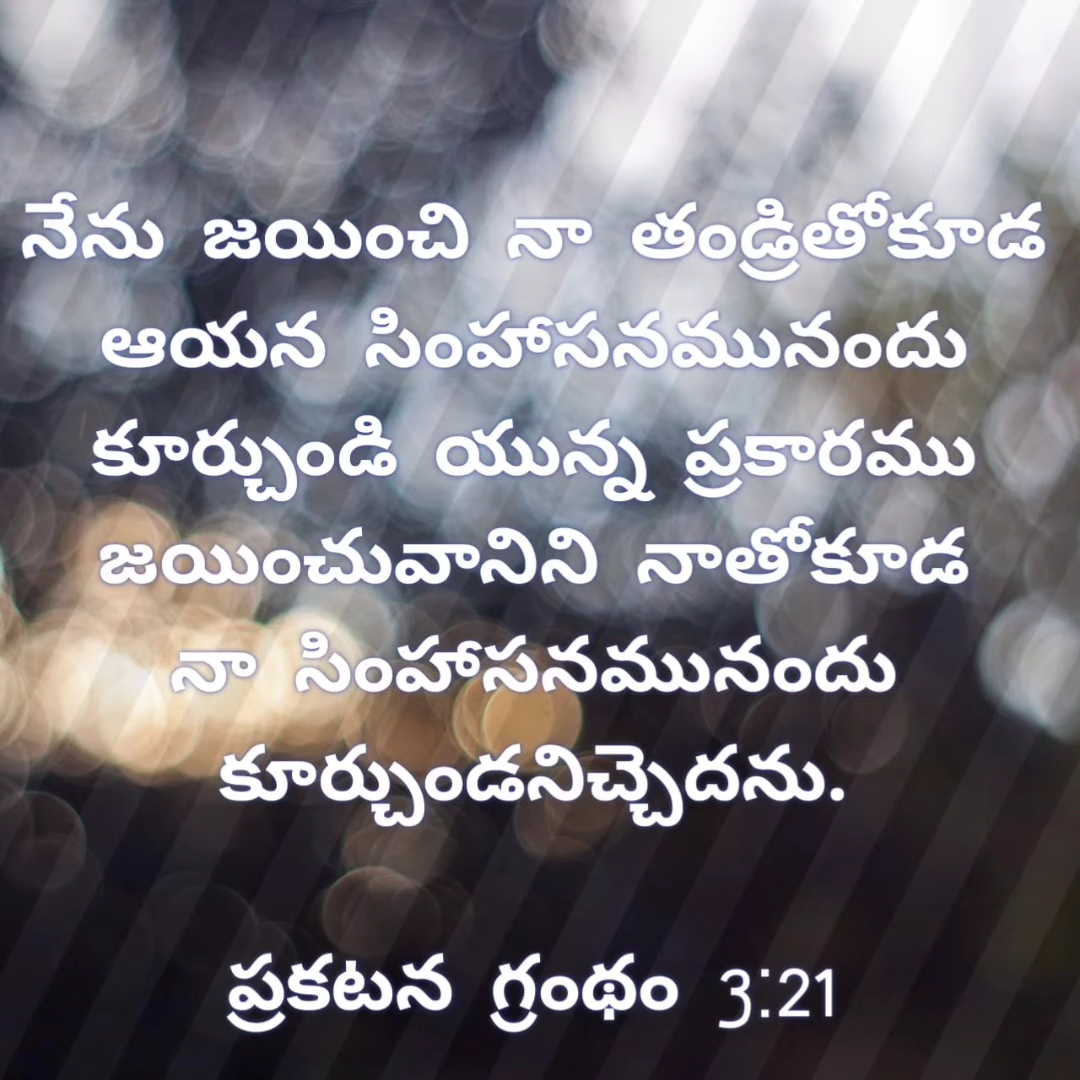 నేను జయించి నా తండ్రితోకూడ
ఆయన సింహాసనమునందు
కూర్చుండి యున్న ప్రకారము
జయించువానిని నాతోకూడ
నా సింహాసనమునందు
కూర్చుండనిచ్చెదను.
ప్రకటన గ్రంథం 3:21